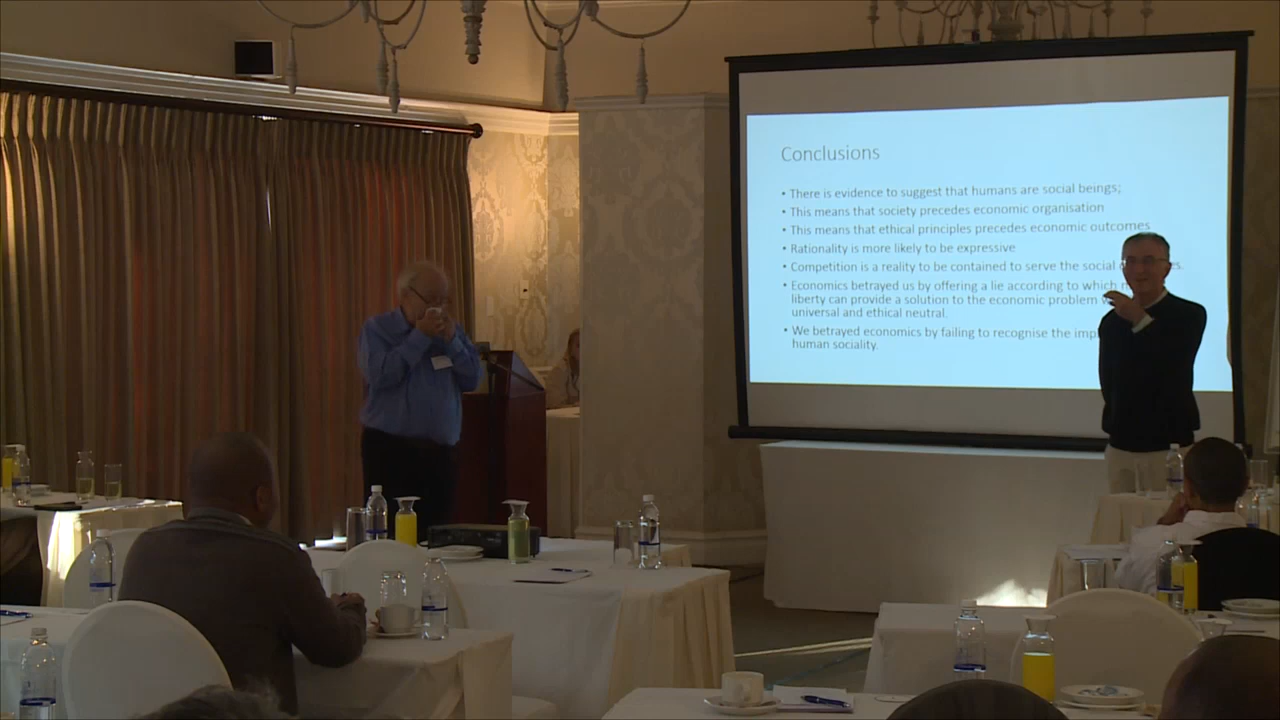 Conclusions
• There is evidence to suggest that humans are social beings;
• This means that society precedes economic organisation
• This means that ethical principles precedes economic outcomes
• Rationality is more likely to be expressive
• Competition is a reality to be contained to serve the social
• Economics betrayed us by offering a lie according to which
liberty can provide a solution to the economic problem
universal and ethical neutral.
• We betrayed economics by failing to recognise the
human sociality.